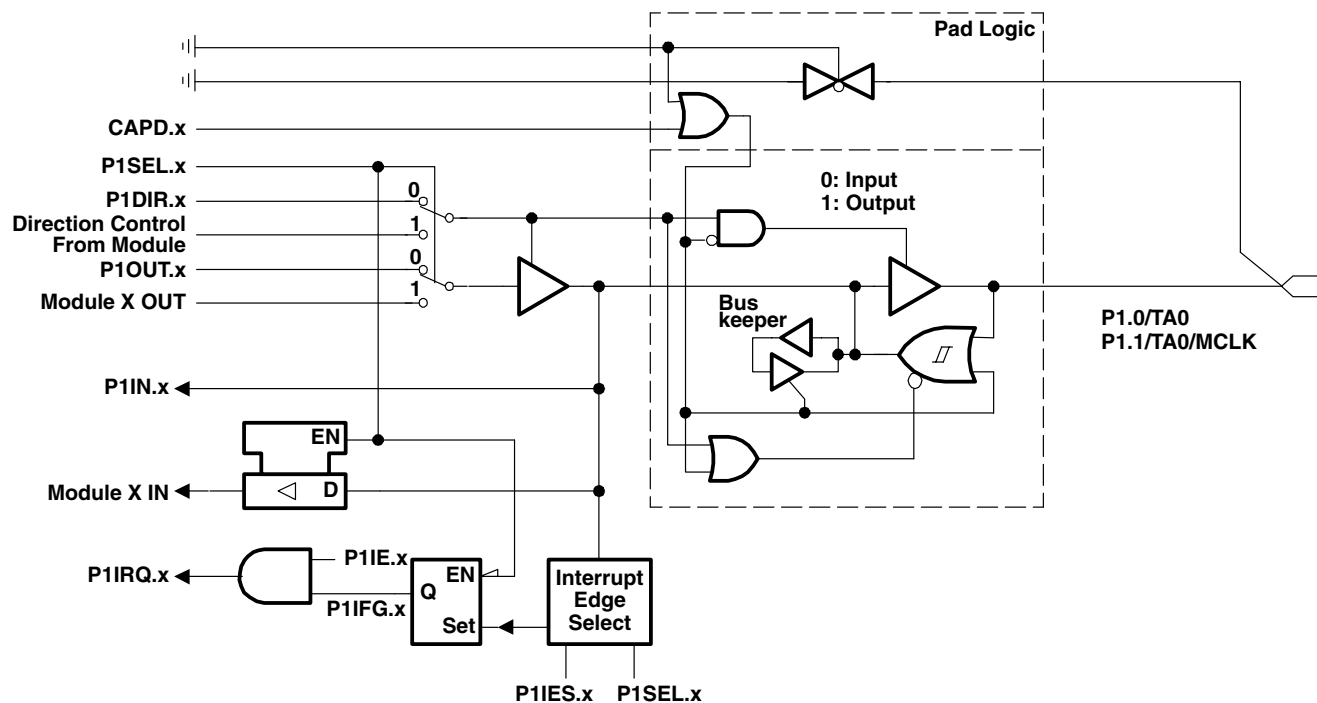 Pad Logic
CAPD.x
P1SEL.x
P1DIR.x
0
Direction Control
From Module
1
P1OUT.x
0
Module X OUT
1
0: Input
1: Output
Bus
keeper
P1.0/TA0
P1.1/TA0/MCLK
P1IN.x
EN
Module X IN
D
P1IRQ.x
P1IE.x
P1IFG.x
EN
Q
Set
Interrupt
Edge
Select
P1IES.x
P1SEL.x